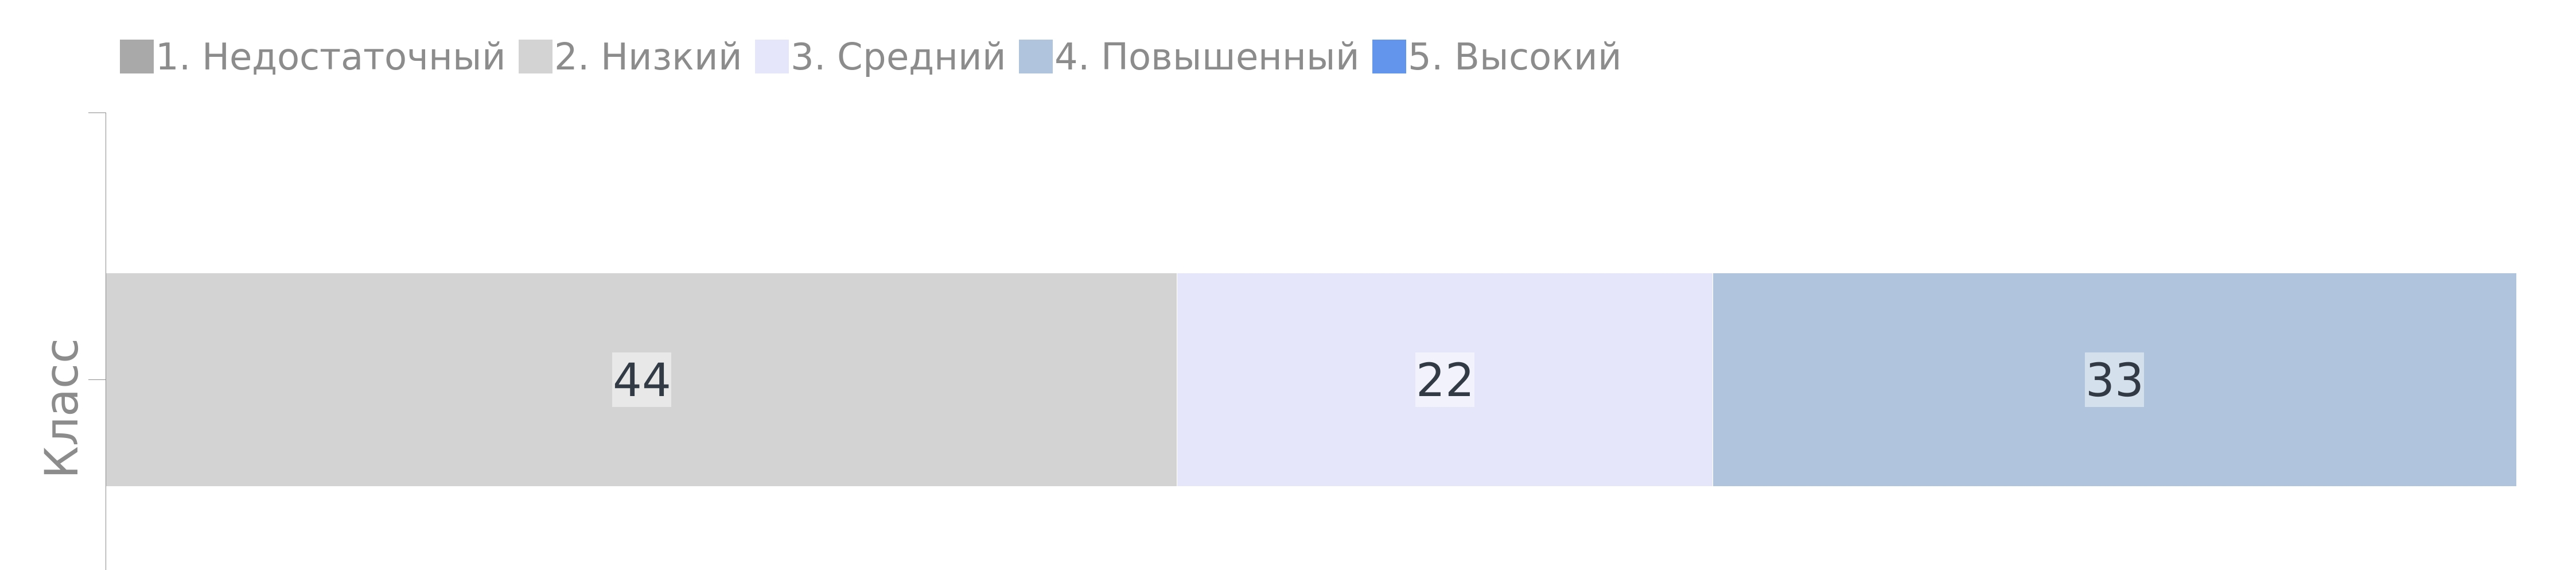 1. Недостаточный 2. Низкий 3. Средний 4. Повышенный 5. Высокий
Класс
44 22 33